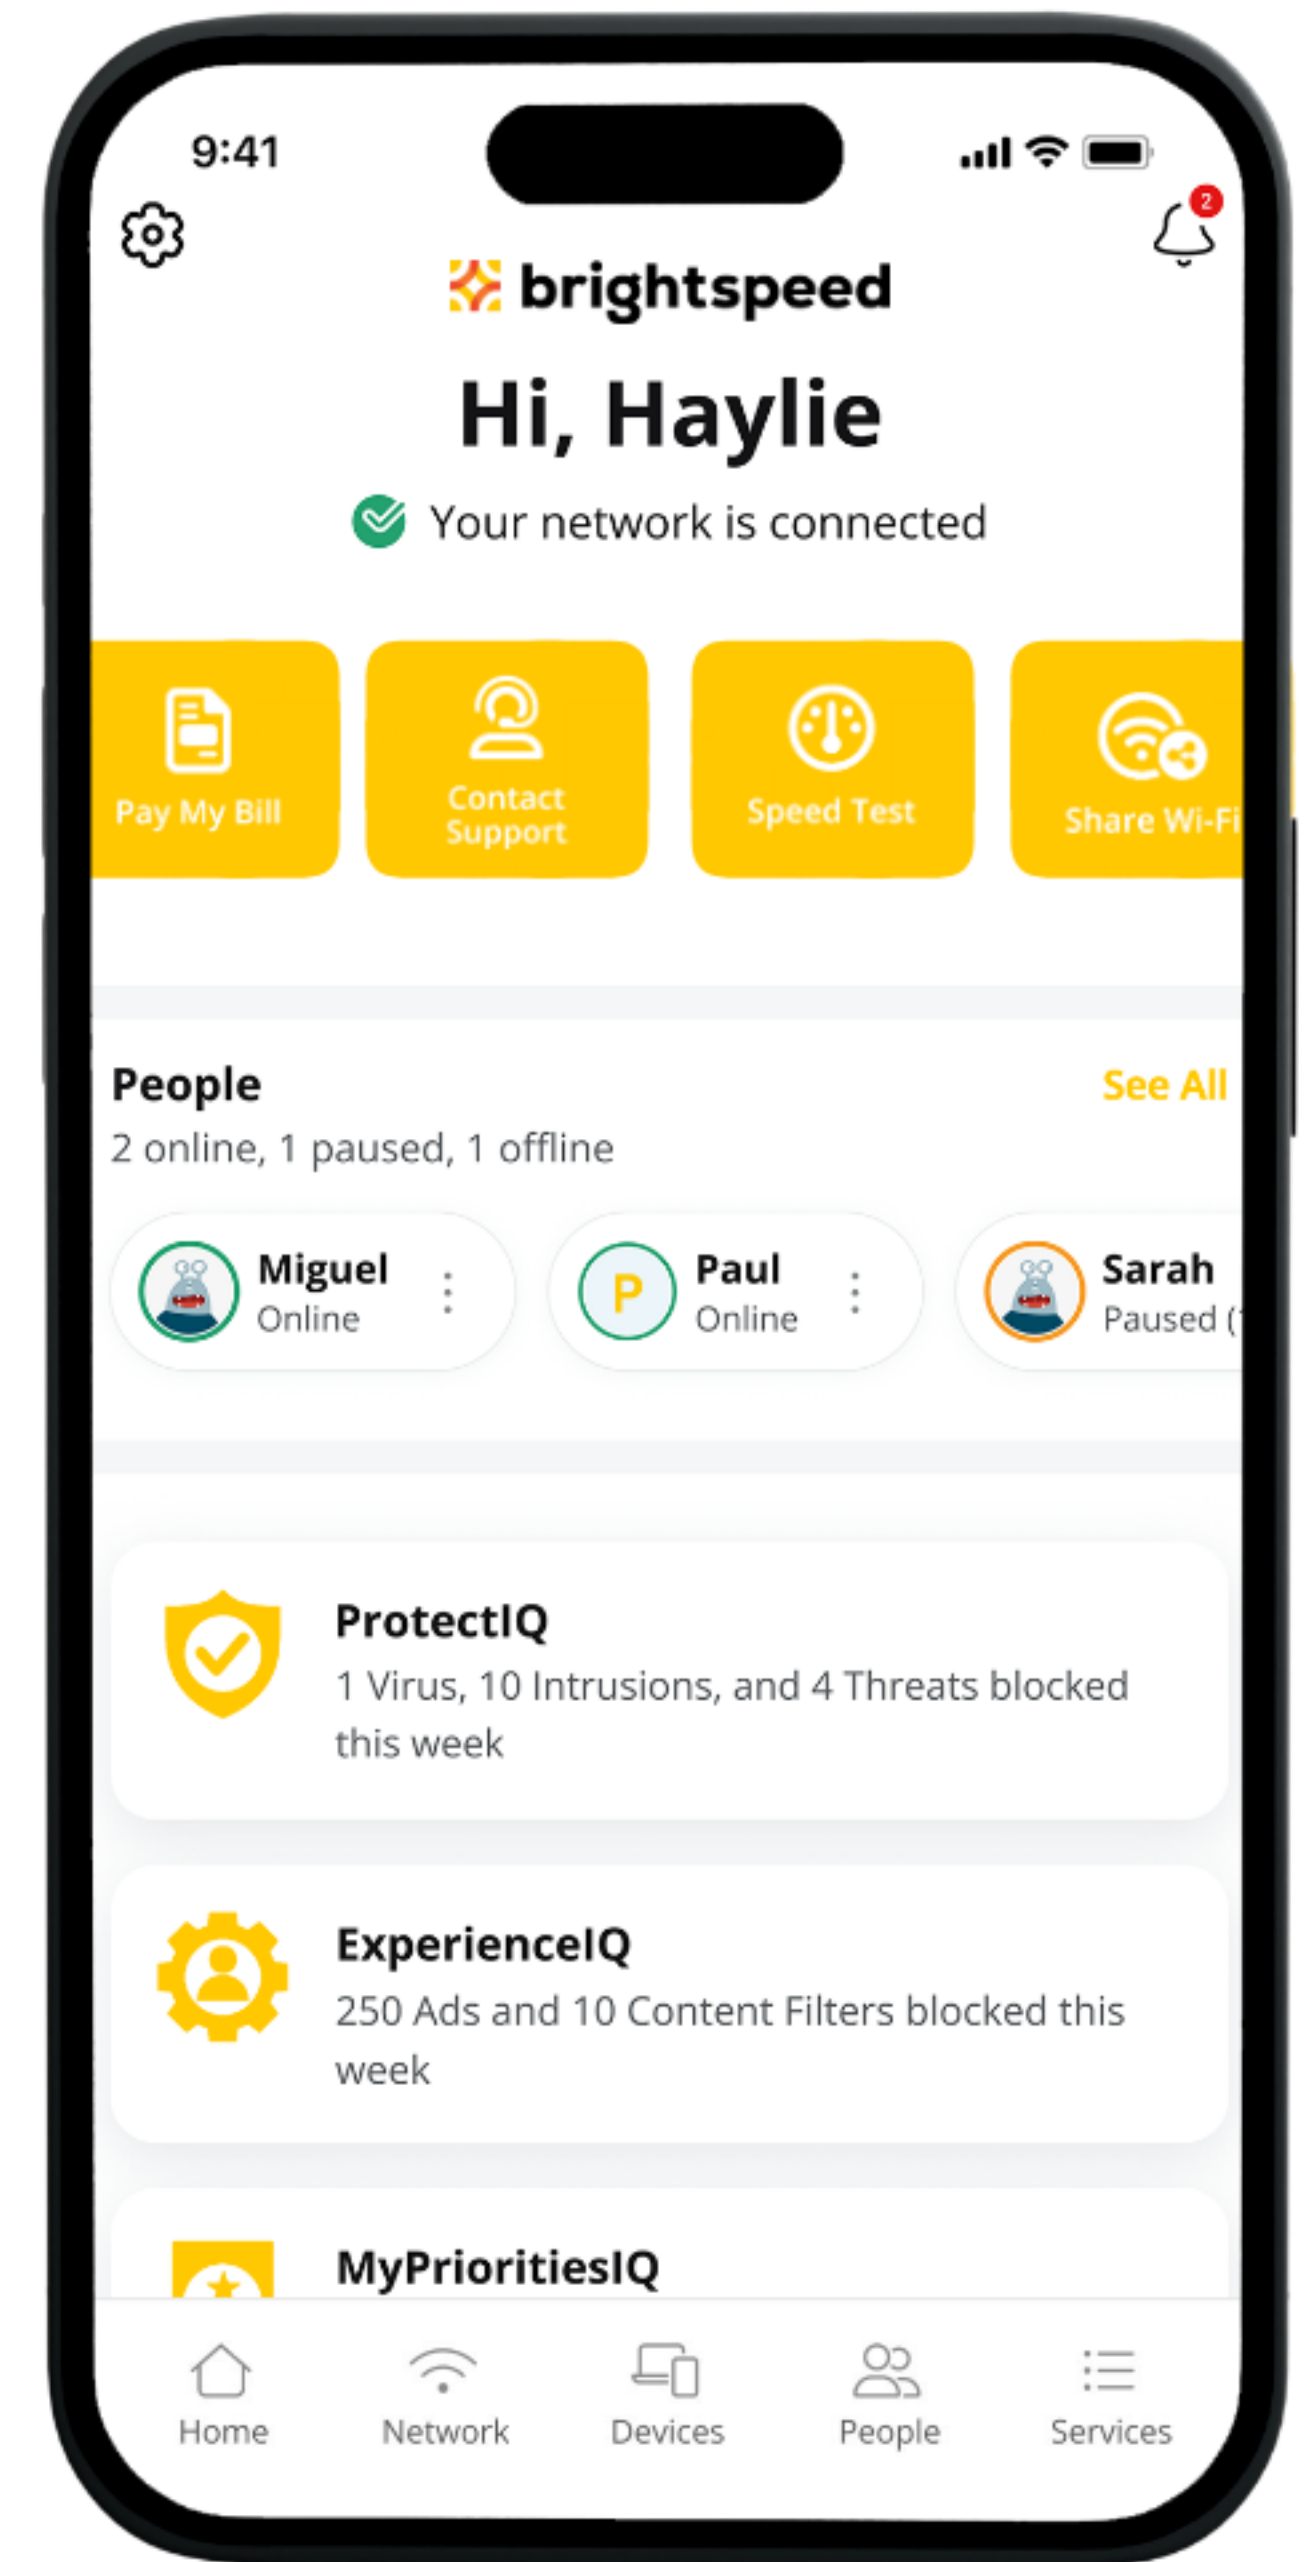 9:41
2
brightspeed
Hi, Haylie
Your network is connected
Pay My Bill
Contact
Support
Speed Test
Share Wi-Fi
People
See All
2 online, 1 paused, 1 offline
Miguel
Online
P
Paul
Online
Sarah
Paused (
ProtectIQ
1 Virus, 10 Intrusions, and 4 Threats blocked
this week
ExperienceIQ
250 Ads and 10 Content Filters blocked this
week
MyPrioritiesIQ
Home
Network
Devices
People
Services